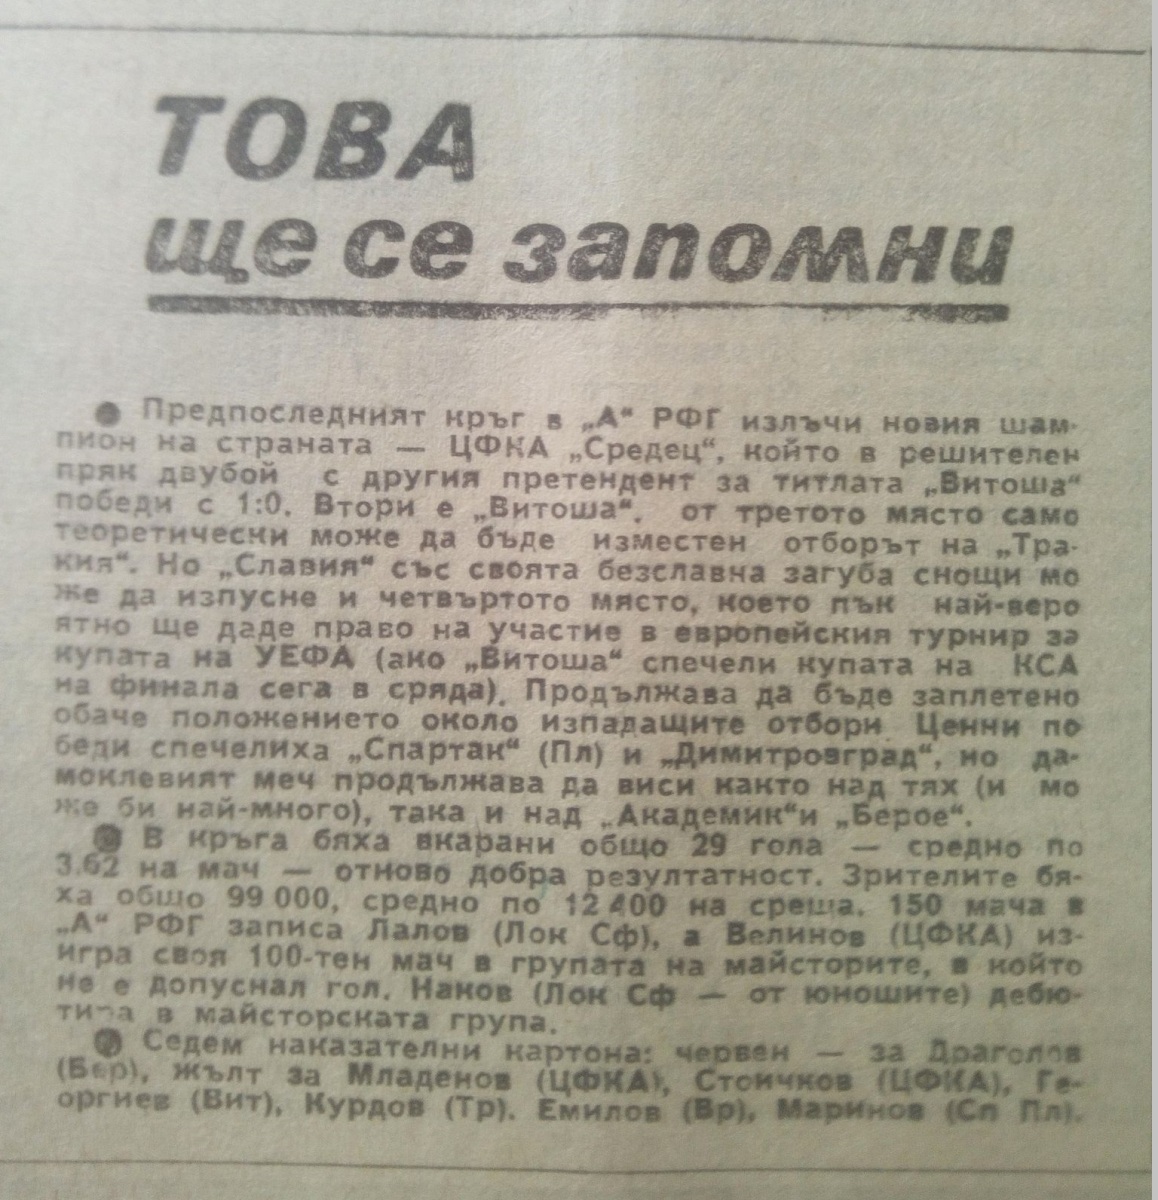 ТОВА
ще се запомни
● Предпоследният кръг в „А“ РФГ излъчи новия шам-
пион на страната — ЦФКА „Средец“, който в решителен
пряк двубой с другия претендент за титлата „Витоша“
победи с 1:0. Втори е „Витоша“. от третото място само
теоретически може да бъде изместен отборът на „Тра-
кия“. Но „Славия“ със своята безславна загуба снощи мо
же да изпусне и четвъртото място, което пък най-веро
ятно ще даде право на участие в европейския турнир за
купата на УЕФА (ако „Витоша“ спечели купата на КСА
на финала сега в сряда). Продължава да бъде заплетено
обаче положението около изпадащите отбори. Ценни по
беди спечелиха „Спартак“ (Пл) и „Димитровград“, но да-
моклевият меч продължава да виси както над тях (и мо
же би най-много), така и над „Академик“и „Берое“.
● В кръга бяха вкарани общо 29 гола — средно по
3.62 на мач — отново добра резултатност. Зрителите бя-
ха общо 99 000, средно по 12 400 на среща. 150 мача в
„А“ РФГ записа Лалов (Лок Сф), а Велинов (ЦФКА) из-
игра своя 100-тен мач в групата на майсторите, в който
не е допуснал гол. Наков (Лок Сф — от юношите) дебю-
тира в майсторската група.
● Седем наказателни картона: червен — за Драголов
(Бер), жълт за Младенов (ЦФКА), Стоичков (ЦФКА), Ге-
оргиев (Вит), Курдов (Тр). Емилов (Вр), Маринов (Сп Пл).